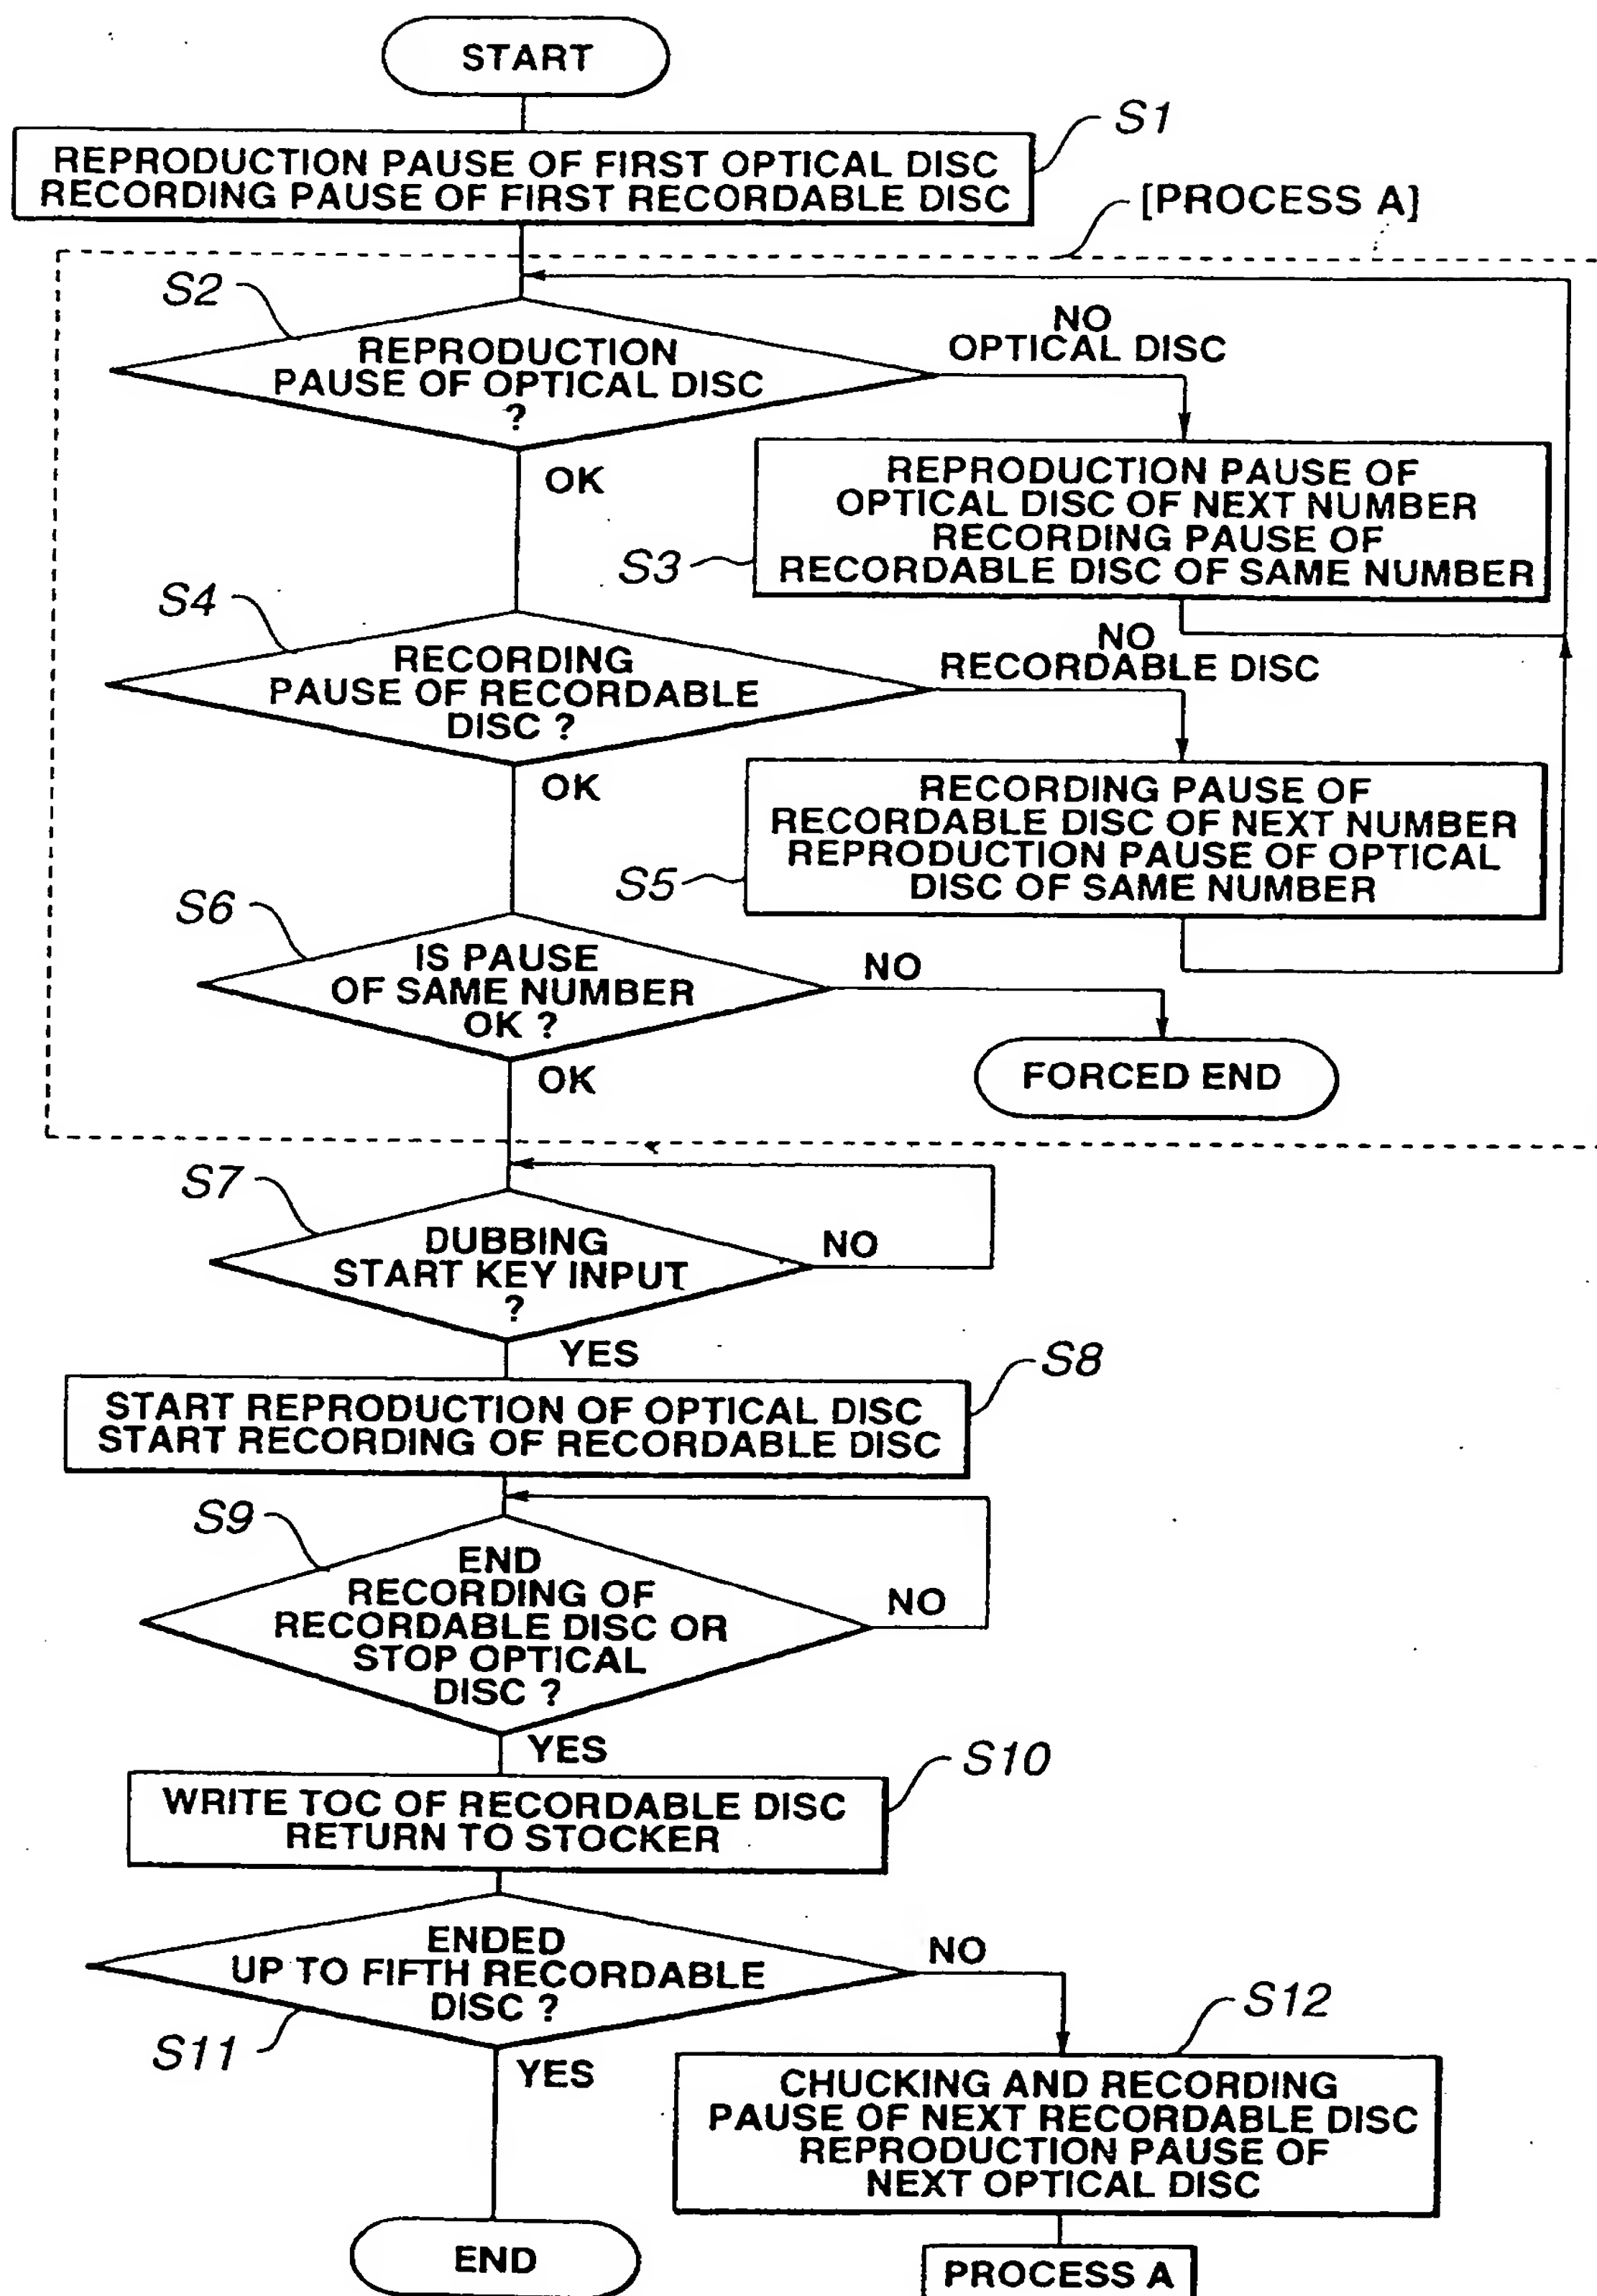 START
S1
REPRODUCTION PAUSE OF FIRST OPTICAL DISC
RECORDING PAUSE OF FIRST RECORDABLE DISC
[PROCESS A]
S2
REPRODUCTION
PAUSE OF OPTICAL DISC
?
NO
OPTICAL DISC
OK
REPRODUCTION PAUSE OF
OPTICAL DISC OF NEXT NUMBER
RECORDING PAUSE OF
RECORDABLE DISC OF SAME NUMBER
S3
S4
RECORDING
PAUSE OF RECORDABLE
DISC ?
NO
RECORDABLE DISC
OK
RECORDING PAUSE OF
RECORDABLE DISC OF NEXT NUMBER
REPRODUCTION PAUSE OF OPTICAL
DISC OF SAME NUMBER
S5
S6
IS PAUSE
OF SAME NUMBER
OK ?
NO
FORCED END
OK
S7
DUBBING
START KEY INPUT
?
NO
YES
S8
START REPRODUCTION OF OPTICAL DISC
START RECORDING OF RECORDABLE DISC
S9
END
RECORDING OF
RECORDABLE DISC OR
STOP OPTICAL
DISC ?
NO
YES
S10
WRITE TOC OF RECORDABLE DISC
RETURN TO STOCKER
ENDED
UP TO FIFTH RECORDABLE
DISC ?
NO
S11
YES
S12
CHUCKING AND RECORDING
PAUSE OF NEXT RECORDABLE DISC
REPRODUCTION PAUSE OF
NEXT OPTICAL DISC
END
PROCESS A